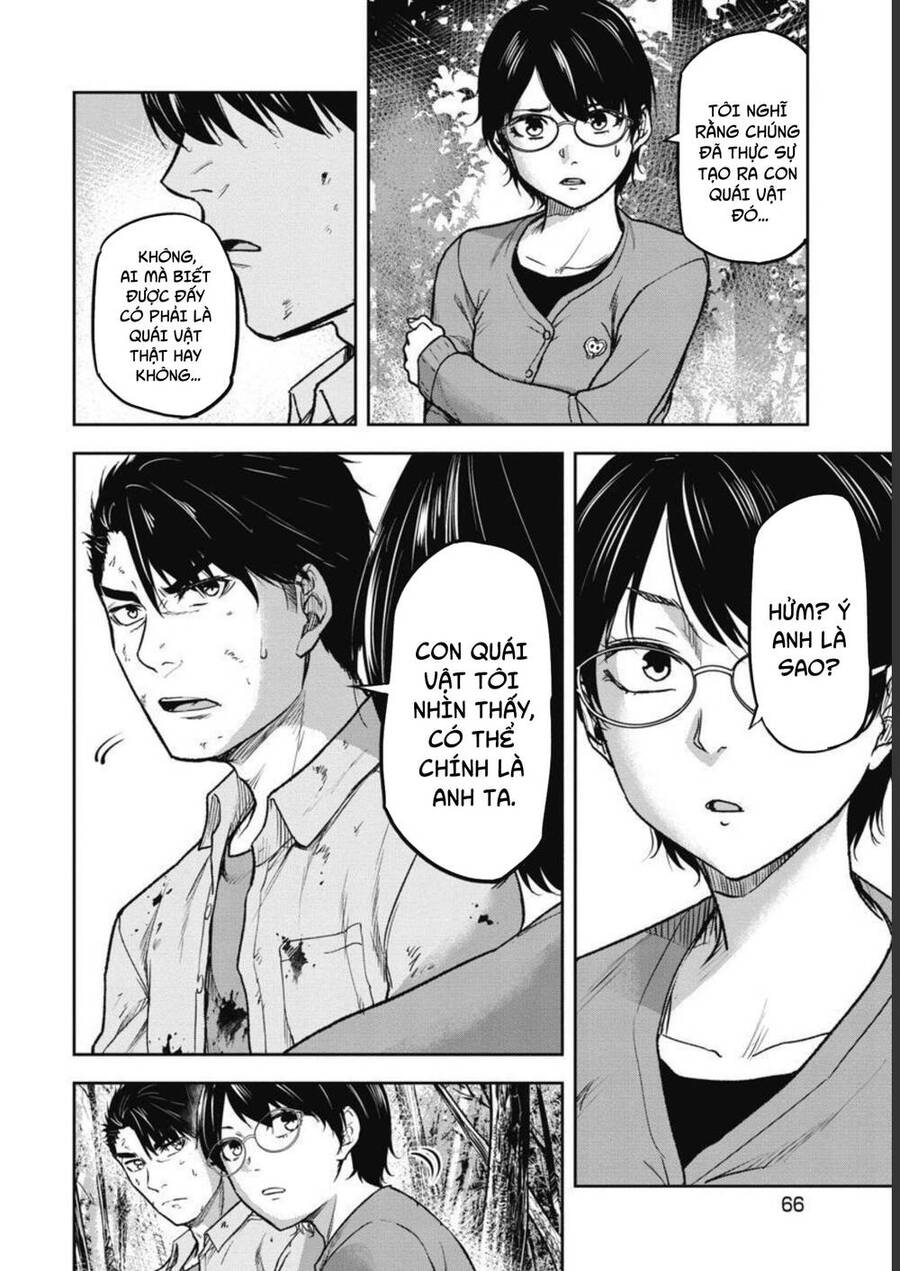 TÔI NGHĨ
RẰNG CHÚNG
ĐÃ THỰC SỰ
TẠO RA CON
QUÁI VẬT
ĐÓ...
KHÔNG,
AI MÀ BIẾT
ĐƯỢC ĐẤY
CÓ PHẢI LÀ
QUÁI VẬT
THẬT HAY
KHÔNG...
HỬM? Ý
ANH LÀ
SAO?
CON QUÁI
VẬT TÔI
NHÌN THẤY,
CÓ THỂ
CHÍNH LÀ
ANH TA.
66